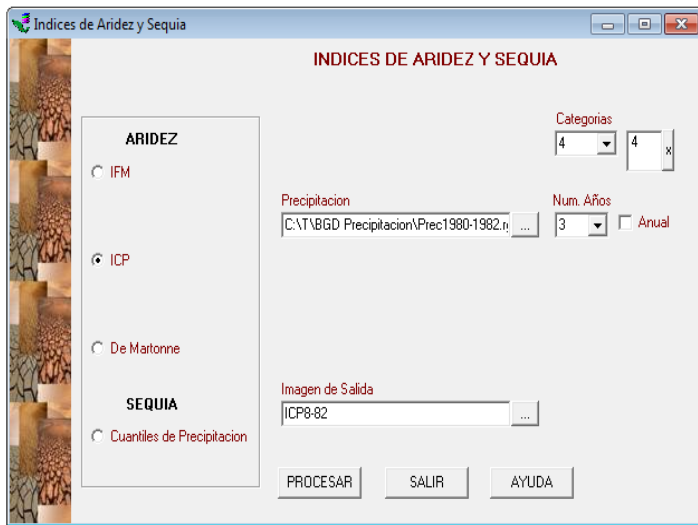 Indices de Aridez y Sequia
INDICES DE ARIDEZ Y SEQUIA
ARIDEZ
IFM
ICP
De Martonne
SEQUIA
Cuantiles de Precipitacion
Categorias
4
4
x
Precipitacion
C:\T\BGD Precipitacion\Prec1980-1982.r
...
Num. Años
3
Anual
Imagen de Salida
ICP8-82
...
PROCESAR
SALIR
AYUDA